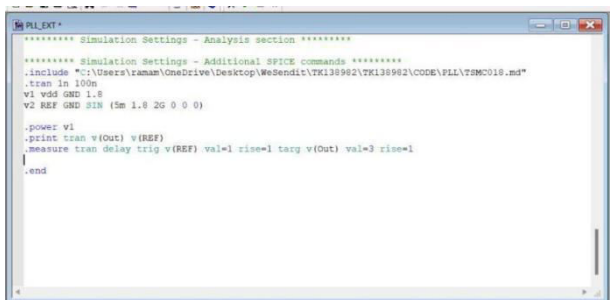 PLL_EXT *
********* Simulation Settings - Analysis section *********
********* Simulation Settings - Additional SPICE commands *********
.include "C:\Users\ramam\OneDrive\Desktop\WeSendit\TK138982\TK138982\CODE\PLL\TSMC018.md"
.tran 1n 100n
v1 vdd GND 1.8
v2 REF GND SIN (5m 1.8 2G 0 0 0)
.power v1
.print tran v(Out) v(REF)
.measure tran delay trig v(REF) val=1 rise=1 targ v(Out) val=3 rise=1
.end